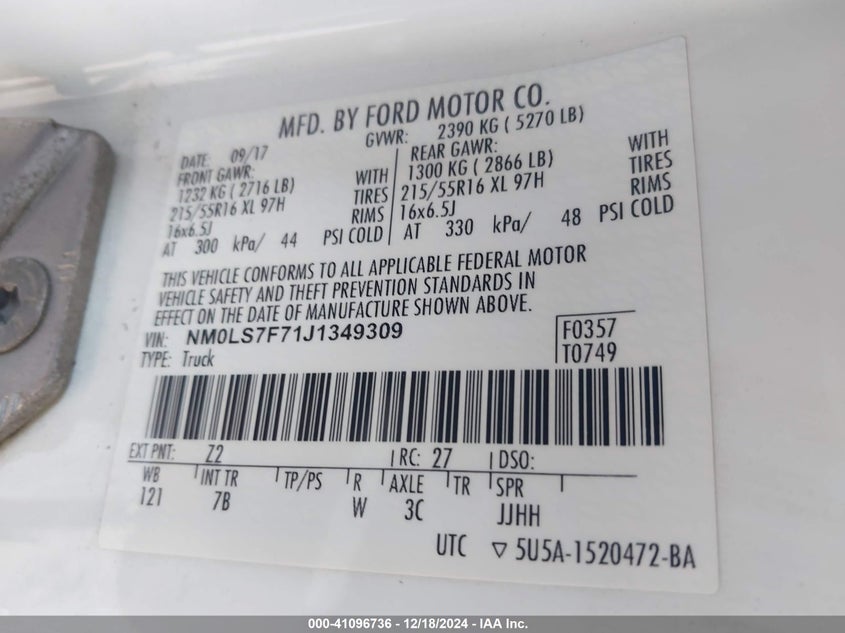 MFD. BY FORD MOTOR CO.
DATE: 09/17 GVWR: 2390 KG ( 5270 LB)
FRONT GAWR: WITH REAR GAWR: WITH
1232 KG ( 2716 LB) TIRES 1300 KG ( 2866 LB) TIRES
215/55R16 XL 97H RIMS 215/55R16 XL 97H RIMS
16x6.5J 16x6.5J
AT 300 kPa/ 44 PSI COLD AT 330 kPa/ 48 PSI COLD
THIS VEHICLE CONFORMS TO ALL APPLICABLE FEDERAL MOTOR
VEHICLE SAFETY AND THEFT PREVENTION STANDARDS IN
EFFECT ON THE DATE OF MANUFACTURE SHOWN ABOVE.
VIN: NM0LS7F71J1349309 F0357
TYPE: Truck T0749
EXT PNT: Z2 RC: 27 DSO:
WB INT TR TP/PS R AXLE TR SPR
121 7B W 3C JJHH
UTC ▽ 5U5A-1520472-BA
000-41096736 - 12/18/2024 - IAA Inc.